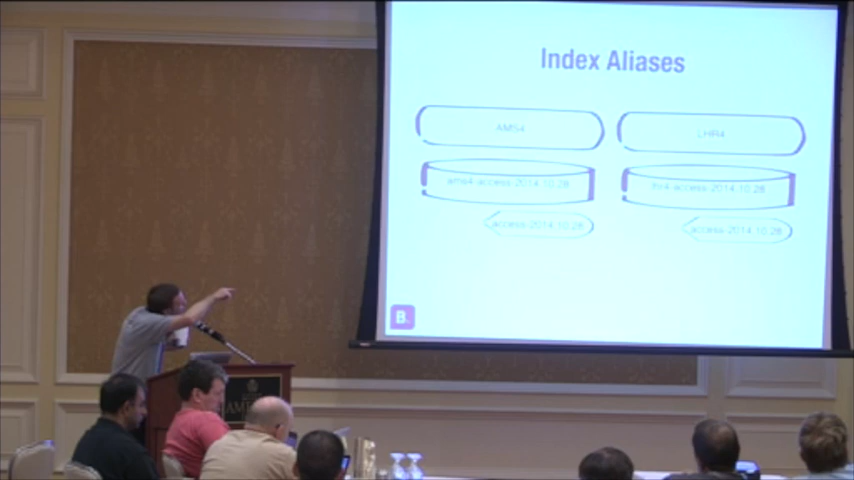 Index Aliases
AMS4
LHR4
ams4-access-2014.10.28
lhr4-access-2014.10.28
access-2014.10.28
access-2014.10.28
B.